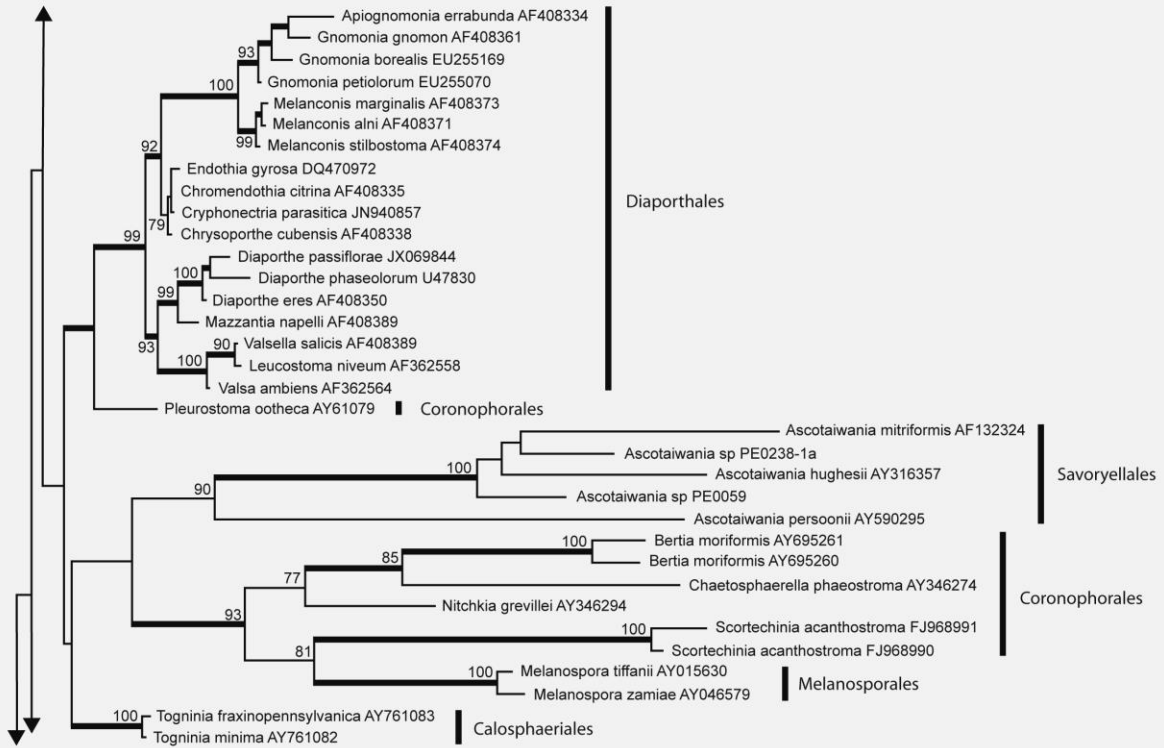 Apiognomonia errabunda AF408334
Gnomonia gnomon AF408361
93
Gnomonia borealis EU255169
100
Gnomonia petiolorum EU255070
Melanconis marginalis AF408373
Melanconis alni AF408371
99
Melanconis stilbostoma AF408374
92
Endothia gyrosa DQ470972
Chromendothia citrina AF408335
Diaporthales
Cryphonectria parasitica JN940857
79
Chrysoporthe cubensis AF408338
99
Diaporthe passiflorae JX069844
100
Diaporthe phaseolorum U47830
99
Diaporthe eres AF408350
Mazzantia napelli AF408389
93
90
Valsella salicis AF408389
100
Leucostoma niveum AF362558
Valsa ambiens AF362564
Pleurostoma ootheca AY61079
Coronophorales
Ascotaiwania mitriformis AF132324
Ascotaiwania sp PE0238-1a
100
Ascotaiwania hughesii AY316357
Savoryellales
90
Ascotaiwania sp PE0059
Ascotaiwania persoonii AY590295
100
Bertia moriformis AY695261
85
Bertia moriformis AY695260
77
Chaetosphaerella phaeostroma AY346274
Coronophorales
93
Nitchkia grevillei AY346294
100
Scortechinia acanthostroma FJ968991
81
Scortechinia acanthostroma FJ968990
100
Melanospora tiffanii AY015630
Melanosporales
Melanospora zamiae AY046579
100
Togninia fraxinopennsylvanica AY761083
Calosphaeriales
Togninia minima AY761082